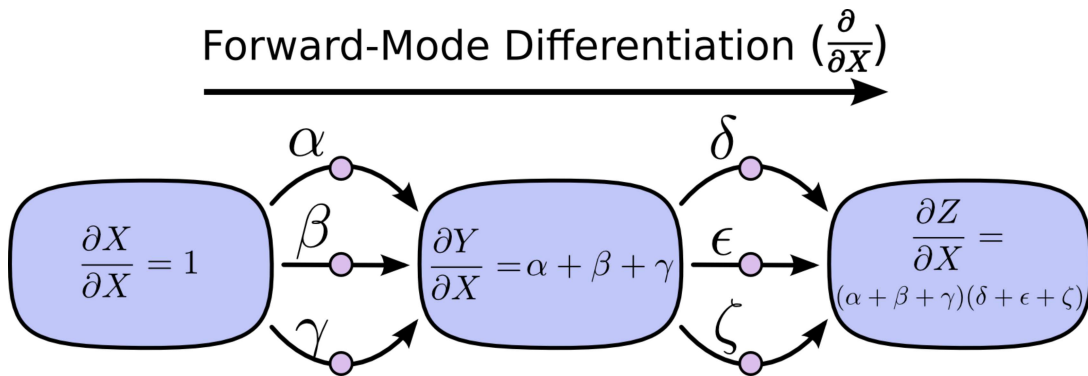 Forward-Mode Differentiation (∂/∂X)
α
δ
β
ϵ
γ
ζ
∂X/∂X = 1
∂Y/∂X = α + β + γ
∂Z/∂X =
(α + β + γ)(δ + ϵ + ζ)